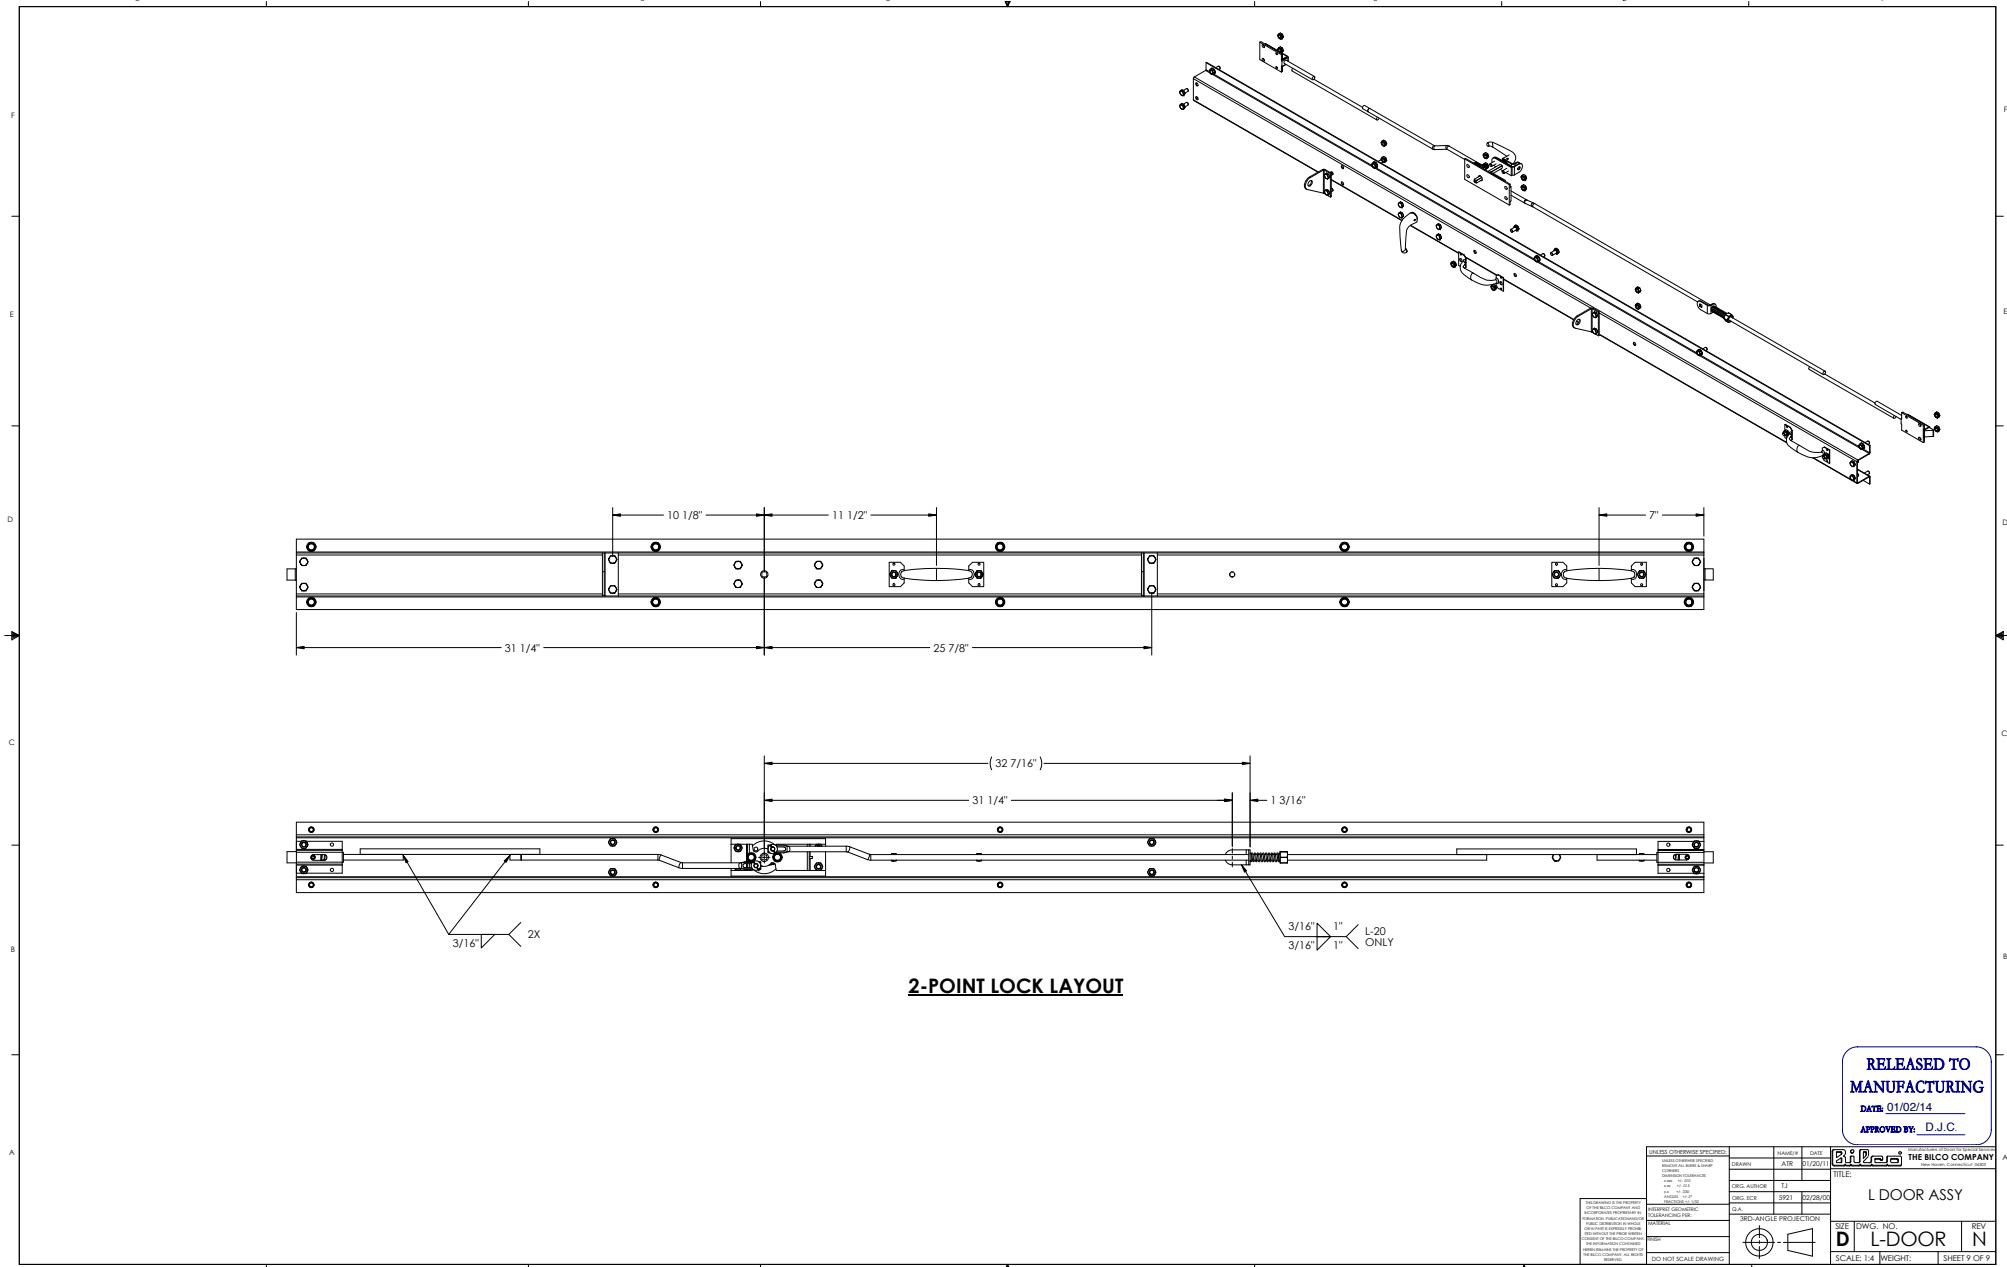 F
F
E
E
D
D
C
C
B
B
A
A
10 1/8"
11 1/2"
7"
31 1/4"
25 7/8"
( 32 7/16" )
31 1/4"
1 3/16"
3/16"
2X
3/16" 1"
3/16" 1"
L-20
ONLY
2-POINT LOCK LAYOUT
RELEASED TO
MANUFACTURING
DATE: 01/02/14
APPROVED BY: D.J.C.
UNLESS OTHERWISE SPECIFIED:
NAME/# DATE
DRAWN ATR 01/20/11
ORG. AUTHOR TJ
ORG. ECR 5921 02/28/00
Q.A.
INTERPRET GEOMETRIC
TOLERANCING PER:
MATERIAL
FINISH
DO NOT SCALE DRAWING
3RD-ANGLE PROJECTION
Bilco
THE BILCO COMPANY
TITLE:
L DOOR ASSY
SIZE DWG. NO. REV
D L-DOOR N
SCALE: 1:4 WEIGHT: SHEET 9 OF 9